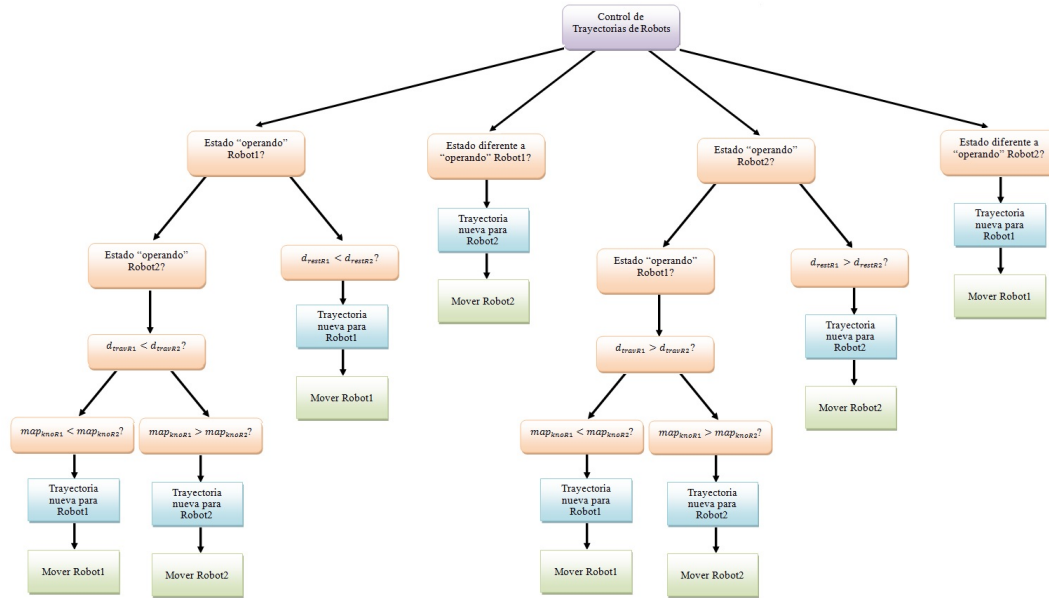 Control de
Trayectorias de Robots
Estado “operando”
Robot1?
Estado diferente a
“operando” Robot1?
Estado “operando”
Robot2?
Estado diferente a
“operando” Robot2?
Trayectoria
nueva para
Robot2
Trayectoria
nueva para
Robot1
Estado “operando”
Robot2?
d_restR1 < d_restR2?
Mover Robot2
Estado “operando”
Robot1?
d_restR1 > d_restR2?
Mover Robot1
Trayectoria
nueva para
Robot1
Trayectoria
nueva para
Robot2
d_travR1 < d_travR2?
d_travR1 > d_travR2?
Mover Robot1
Mover Robot2
map_knoR1 < map_knoR2?
map_knoR1 > map_knoR2?
map_knoR1 < map_knoR2?
map_knoR1 > map_knoR2?
Trayectoria
nueva para
Robot1
Trayectoria
nueva para
Robot2
Trayectoria
nueva para
Robot1
Trayectoria
nueva para
Robot2
Mover Robot1
Mover Robot2
Mover Robot1
Mover Robot2